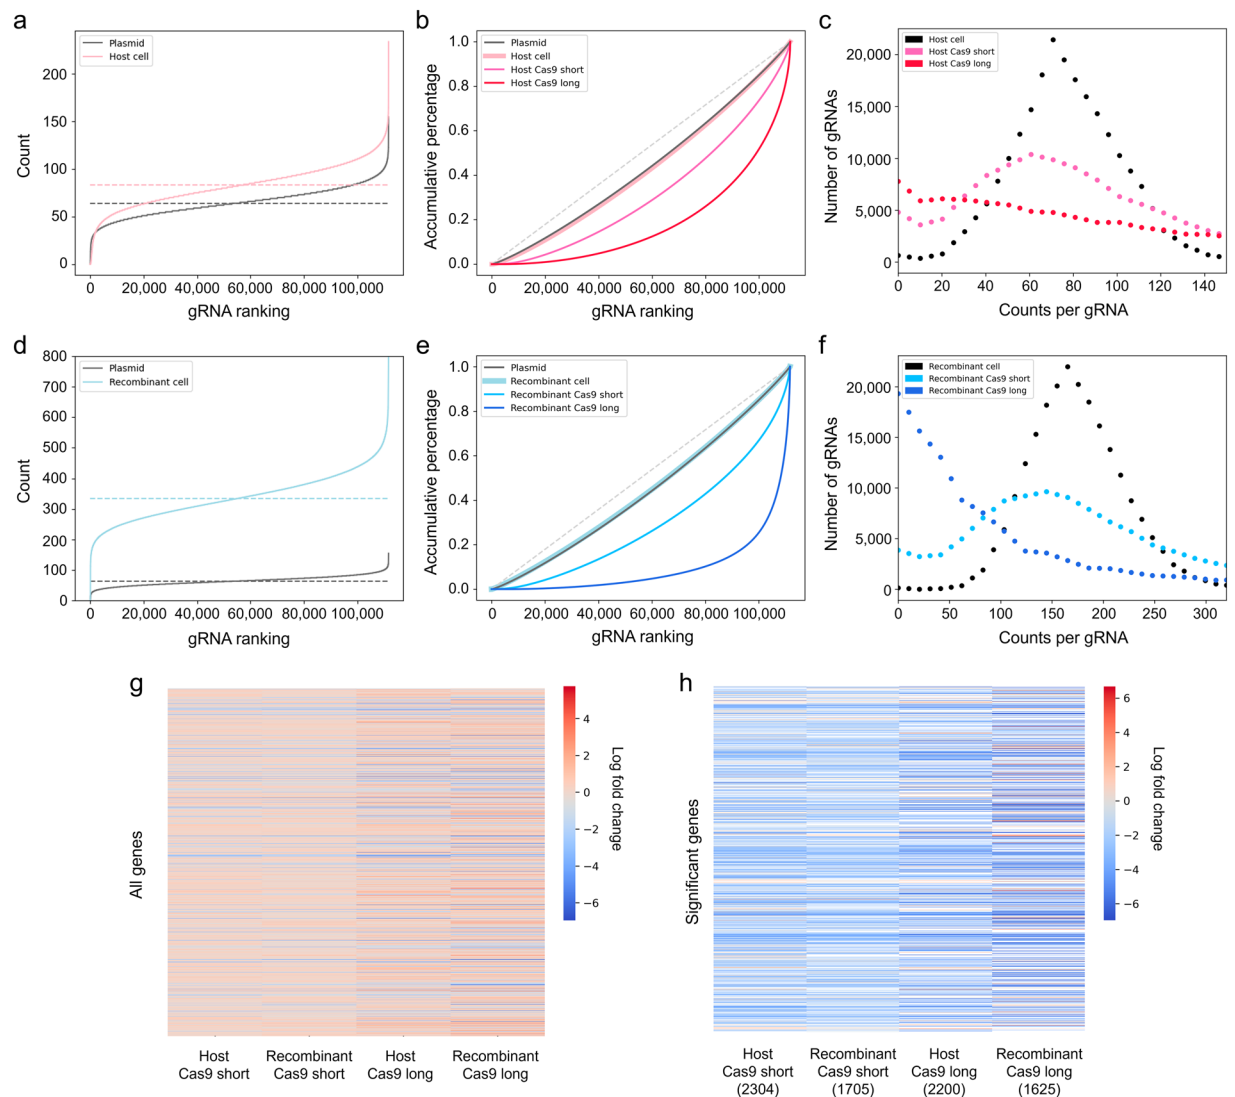 a
Plasmid
Host cell
200
150
100
50
0
Count
0 20,000 40,000 60,000 80,000 100,000
gRNA ranking
b
Plasmid
Host cell
Host Cas9 short
Host Cas9 long
1.0
0.8
0.6
0.4
0.2
0.0
Accumulative percentage
0 20,000 40,000 60,000 80,000 100,000
gRNA ranking
c
Host cell
Host Cas9 short
Host Cas9 long
20,000
15,000
10,000
5,000
0
Number of gRNAs
0 20 40 60 80 100 120 140
Counts per gRNA
d
Plasmid
Recombinant cell
800
700
600
500
400
300
200
100
0
Count
0 20,000 40,000 60,000 80,000 100,000
gRNA ranking
e
Plasmid
Recombinant cell
Recombinant Cas9 short
Recombinant Cas9 long
1.0
0.8
0.6
0.4
0.2
0.0
Accumulative percentage
0 20,000 40,000 60,000 80,000 100,000
gRNA ranking
f
Recombinant cell
Recombinant Cas9 short
Recombinant Cas9 long
20,000
15,000
10,000
5,000
0
Number of gRNAs
0 50 100 150 200 250 300
Counts per gRNA
g
All genes
4
2
0
−2
−4
−6
Log fold change
Host
Cas9 short
Recombinant
Cas9 short
Host
Cas9 long
Recombinant
Cas9 long
h
Significant genes
6
4
2
0
−2
−4
−6
Log fold change
Host
Cas9 short
(2304)
Recombinant
Cas9 short
(1705)
Host
Cas9 long
(2200)
Recombinant
Cas9 long
(1625)